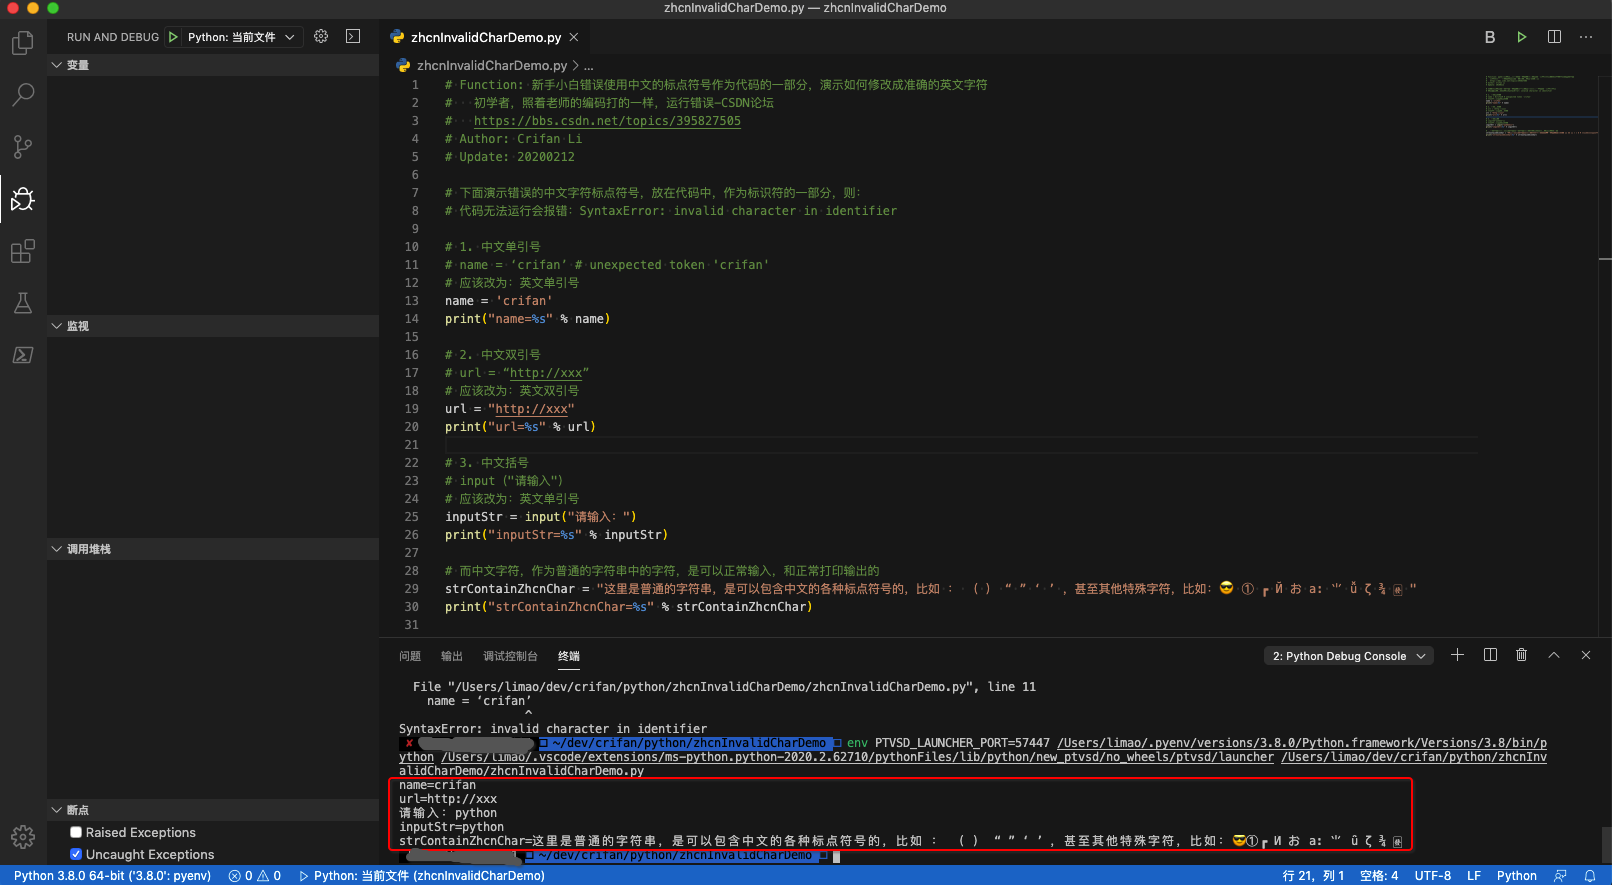 zhcnInvalidCharDemo.py — zhcnInvalidCharDemo
RUN AND DEBUG
Python: 当前文件
变量
监视
调用堆栈
断点
Raised Exceptions
Uncaught Exceptions
zhcnInvalidCharDemo.py
B
zhcnInvalidCharDemo.py > ...
1 # Function: 新手小白错误使用中文的标点符号作为代码的一部分，演示如何修改成准确的英文字符
2 # 初学者，照着老师的编码打的一样，运行错误-CSDN论坛
3 # https://bbs.csdn.net/topics/395827505
4 # Author: Crifan Li
5 # Update: 20200212
6
7 # 下面演示错误的中文字符标点符号，放在代码中，作为标识符的一部分，则：
8 # 代码无法运行会报错：SyntaxError: invalid character in identifier
9
10 # 1. 中文单引号
11 # name = ‘crifan’ # unexpected token 'crifan'
12 # 应该改为：英文单引号
13 name = 'crifan'
14 print("name=%s" % name)
15
16 # 2. 中文双引号
17 # url = “http://xxx”
18 # 应该改为：英文双引号
19 url = "http://xxx"
20 print("url=%s" % url)
21
22 # 3. 中文括号
23 # input（"请输入"）
24 # 应该改为：英文单引号
25 inputStr = input("请输入：")
26 print("inputStr=%s" % inputStr)
27
28 # 而中文字符，作为普通的字符串中的字符，是可以正常输入，和正常打印输出的
29 strContainZhcnChar = "这里是普通的字符串，是可以包含中文的各种标点符号的，比如 ： （ ） “ ” ‘ ’ ，甚至其他特殊字符，比如：😎 ① ┏ Й お a: ǖ ζ ¾
30 print("strContainZhcnChar=%s" % strContainZhcnChar)
31
问题 输出 调试控制台 终端
2: Python Debug Console
File "/Users/limao/dev/crifan/python/zhcnInvalidCharDemo/zhcnInvalidCharDemo.py", line 11
name = ‘crifan’
^
SyntaxError: invalid character in identifier
✘ ~/dev/crifan/python/zhcnInvalidCharDemo env PTVSD_LAUNCHER_PORT=57447 /Users/limao/.pyenv/versions/3.8.0/Python.framework/Versions/3.8/bin/p
ython /Users/limao/.vscode/extensions/ms-python.python-2020.2.62710/pythonFiles/lib/python/new_ptvsd/no_wheels/ptvsd/launcher /Users/limao/dev/crifan/python/zhcnInv
alidCharDemo/zhcnInvalidCharDemo.py
name=crifan
url=http://xxx
请输入：python
inputStr=python
strContainZhcnChar=这里是普通的字符串，是可以包含中文的各种标点符号的，比如 ： （ ） “ ” ‘ ’ ，甚至其他特殊字符，比如：😎① ┏ И お a: ǖ ζ ¾
~/dev/crifan/python/zhcnInvalidCharDemo
Python 3.8.0 64-bit ('3.8.0': pyenv) 0 0 Python: 当前文件 (zhcnInvalidCharDemo) 行 21，列 1 空格: 4 UTF-8 LF Python